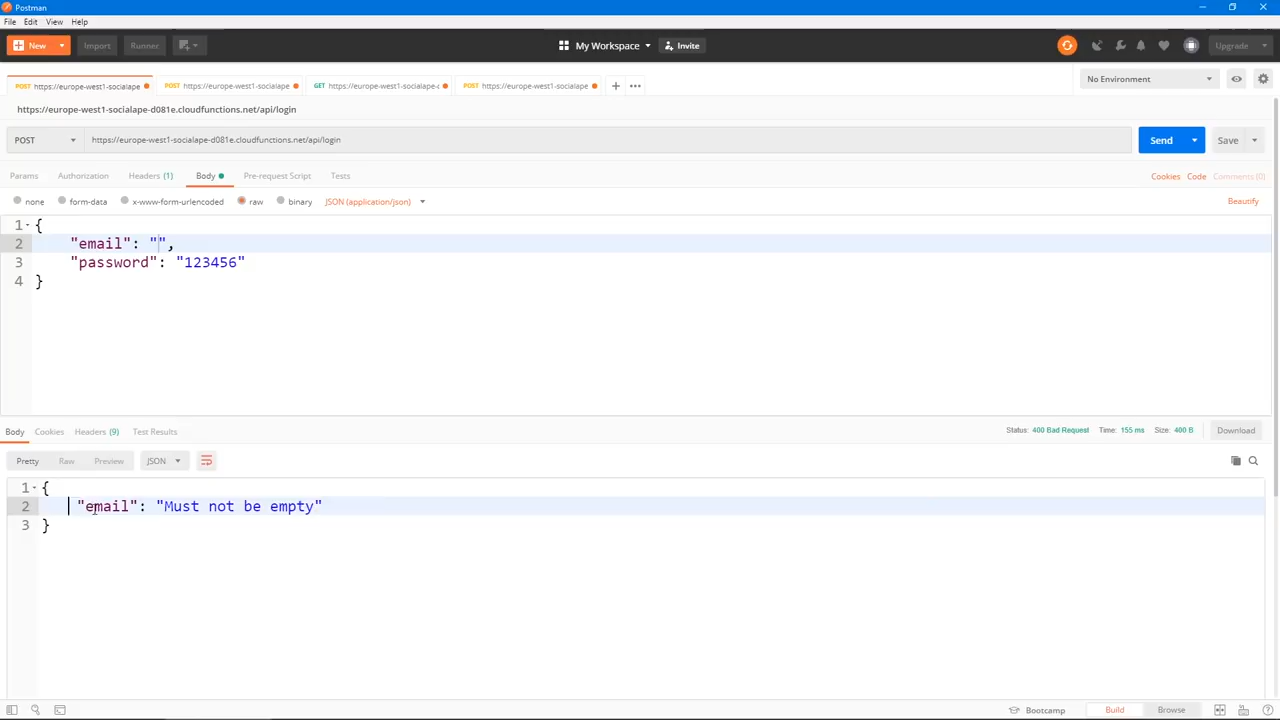 Postman
File Edit View Help
New Import Runner My Workspace Invite Upgrade
POST https://europe-west1-socialape POST https://europe-west1-socialape GET https://europe-west1-socialape-c POST https://europe-west1-socialape No Environment
https://europe-west1-socialape-d081e.cloudfunctions.net/api/login
POST https://europe-west1-socialape-d081e.cloudfunctions.net/api/login Send Save
Params Authorization Headers (1) Body Pre-request Script Tests Cookies Code Comments (0)
none form-data x-www-form-urlencoded raw binary JSON (application/json) Beautify
1 {
2 "email": "",
3 "password": "123456"
4 }
Body Cookies Headers (9) Test Results Status: 400 Bad Request Time: 155 ms Size: 400 B Download
Pretty Raw Preview JSON
1 {
2 "email": "Must not be empty"
3 }
Bootcamp Build Browse